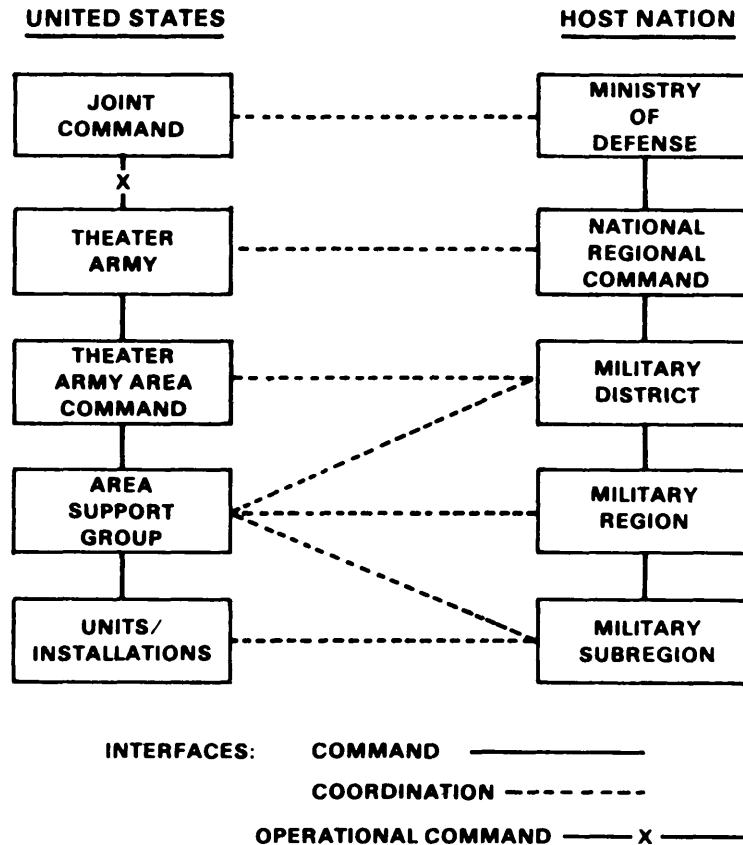 UNITED STATES
HOST NATION
JOINT
COMMAND
MINISTRY
OF
DEFENSE
X
THEATER
ARMY
NATIONAL
REGIONAL
COMMAND
THEATER
ARMY AREA
COMMAND
MILITARY
DISTRICT
AREA
SUPPORT
GROUP
MILITARY
REGION
UNITS/
INSTALLATIONS
MILITARY
SUBREGION
INTERFACES: COMMAND
COORDINATION
OPERATIONAL COMMAND X